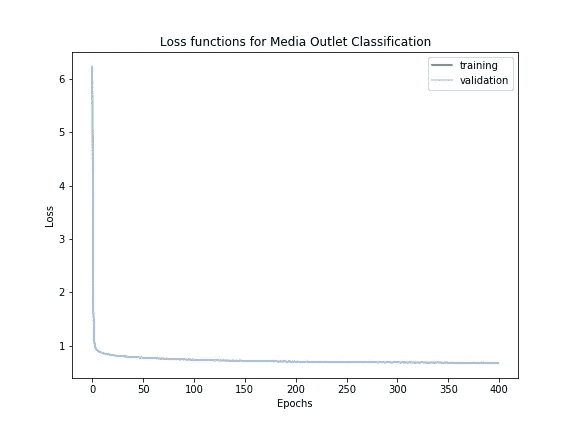 Loss functions for Media Outlet Classification
training
validation
6
5
4
3
2
1
Loss
0 50 100 150 200 250 300 350 400
Epochs